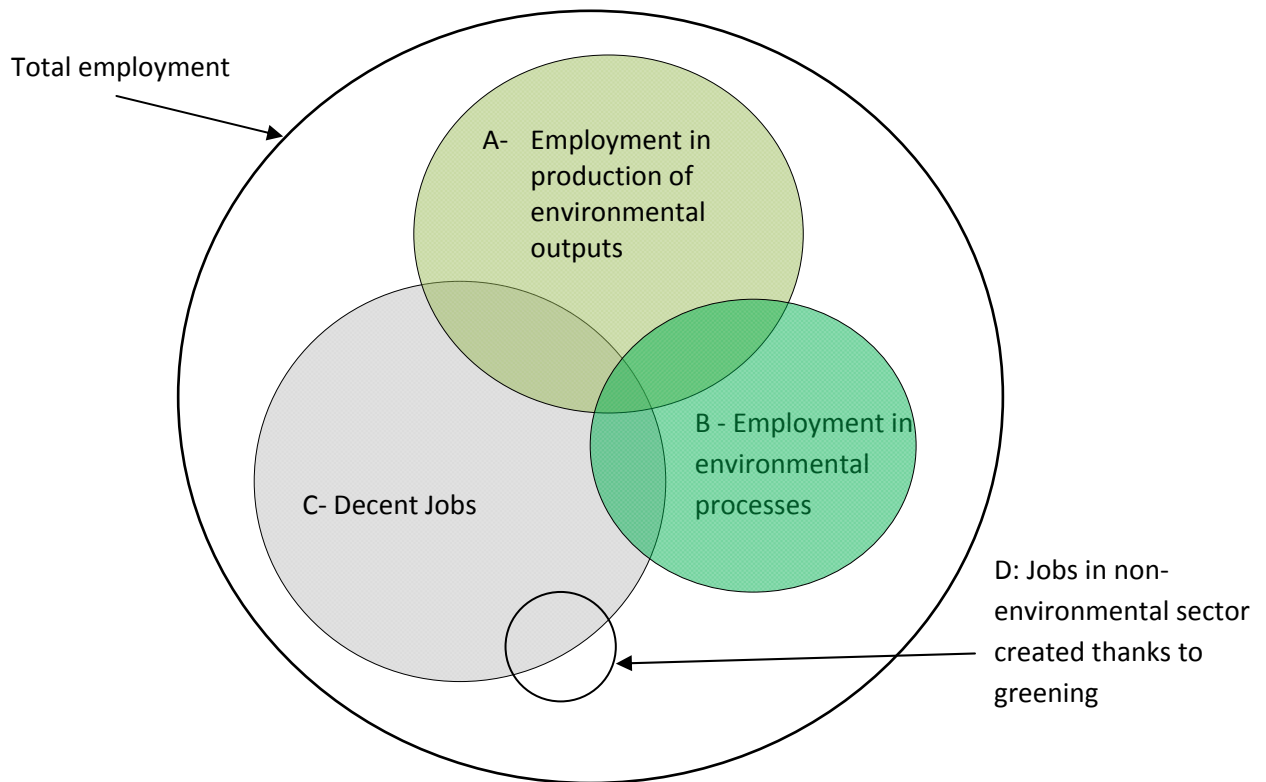 Total employment
A- Employment in
production of
environmental
outputs
B - Employment in
environmental
processes
C- Decent Jobs
D: Jobs in non-
environmental sector
created thanks to
greening